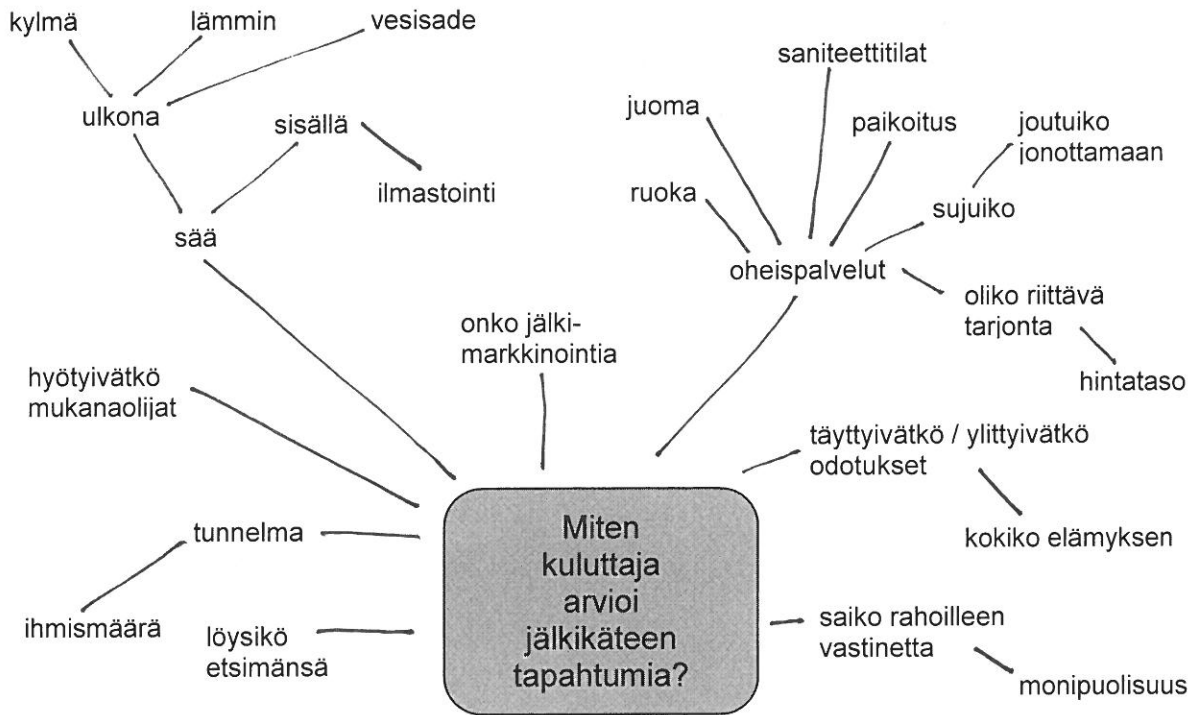 kylmä
lämmin
vesisade
ulkona
sisällä
ilmastointi
sää
saniteettitilat
juoma
paikoitus
joutuiko
jonottamaan
ruoka
sujuiko
oheispalvelut
oliko riittävä
tarjonta
hintataso
onko jälki-
markkinointia
hyötyivätkö
mukanaolijat
täyttyivätkö / ylittyivätkö
odotukset
kokiko elämyksen
tunnelma
ihmismäärä
löysikö
etsimänsä
Miten
kuluttaja
arvioi
jälkikäteen
tapahtumia?
saiko rahoilleen
vastinetta
monipuolisuus